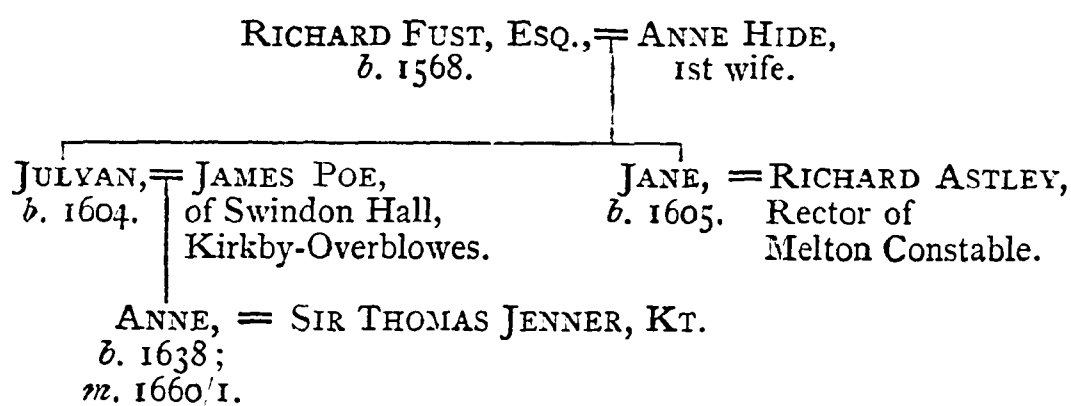 RICHARD FUST, ESQ., = ANNE HIDE,
b. 1568. 1st wife.
JULYAN, = JAMES POE, JANE, = RICHARD ASTLEY,
b. 1604. of Swindon Hall, b. 1605. Rector of
Kirkby-Overblowes. Melton Constable.
ANNE, = SIR THOMAS JENNER, KT.
b. 1638;
m. 1660/1.